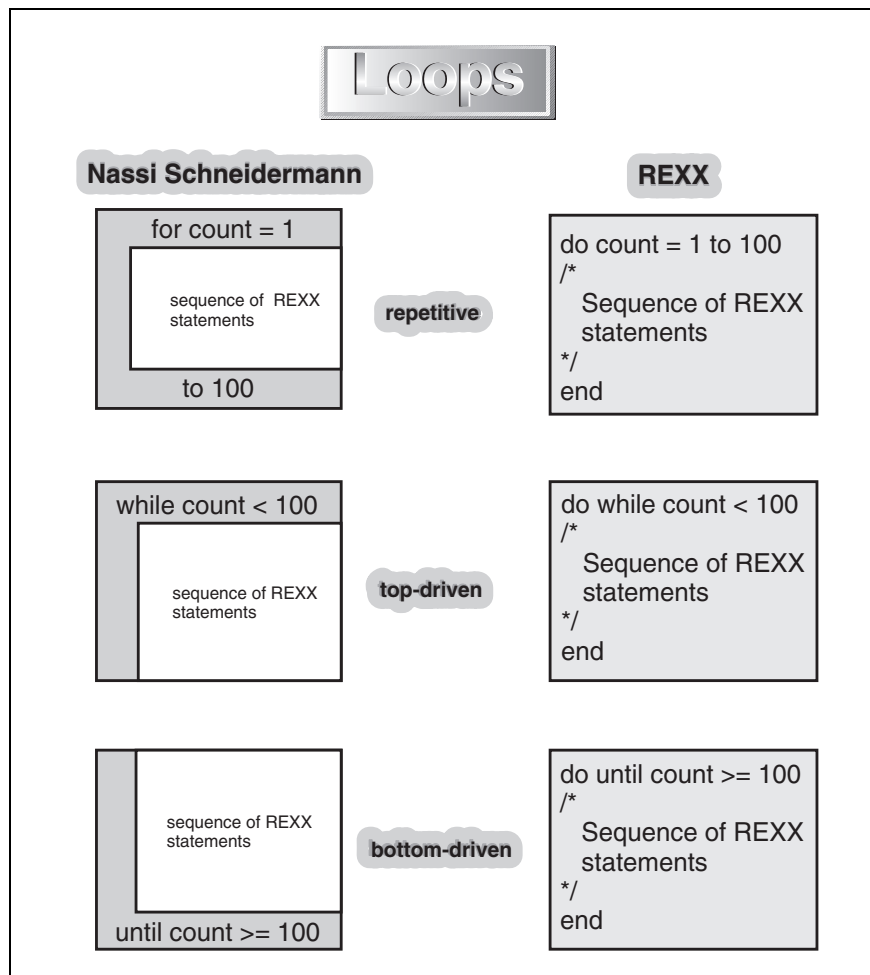 Loops
Nassi Schneidermann
REXX
for count = 1
sequence of REXX
statements
to 100
repetitive
do count = 1 to 100
/*
Sequence of REXX
statements
*/
end
while count < 100
sequence of REXX
statements
top-driven
do while count < 100
/*
Sequence of REXX
statements
*/
end
sequence of REXX
statements
until count >= 100
bottom-driven
do until count >= 100
/*
Sequence of REXX
statements
*/
end